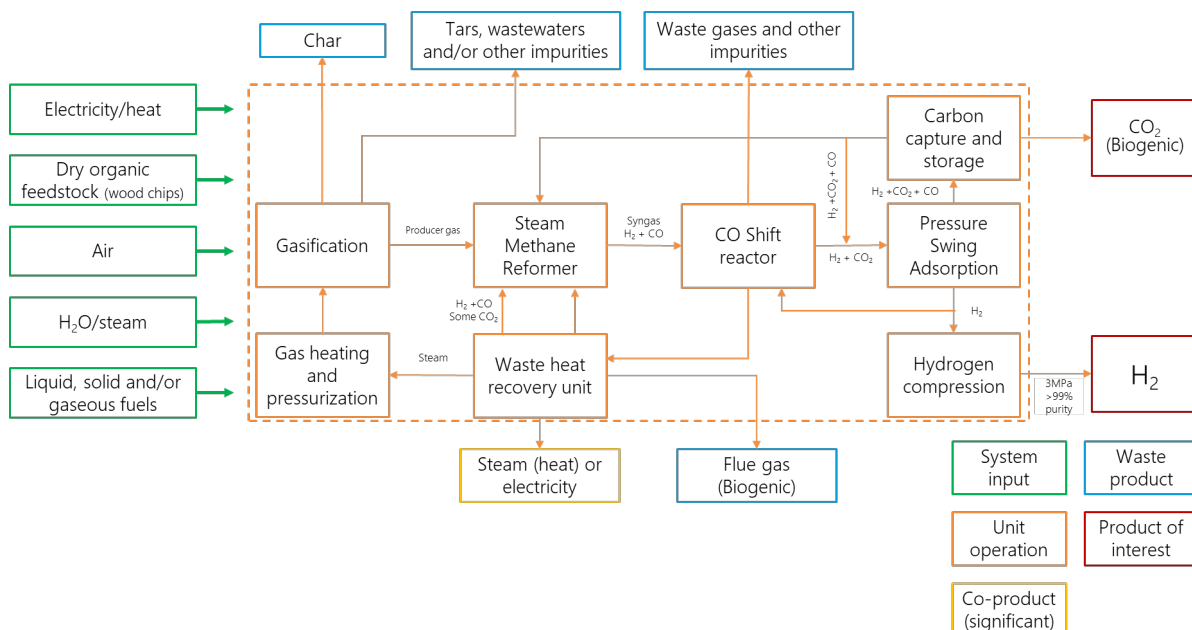 Char
Tars, wastewaters
and/or other impurities
Waste gases and other
impurities
Electricity/heat
Dry organic
feedstock (wood chips)
Air
H₂O/steam
Liquid, solid and/or
gaseous fuels
Carbon
capture and
storage
CO₂
(Biogenic)
H₂ +CO₂ + CO
H₂ +CO₂ + CO
Gasification
Producer gas
Steam
Methane
Reformer
Syngas
H₂ + CO
CO Shift
reactor
H₂ + CO₂
Pressure
Swing
Adsorption
H₂
H₂ +CO
Some CO₂
Gas heating
and
pressurization
Steam
Waste heat
recovery unit
Hydrogen
compression
3MPa
>99%
purity
H₂
Steam (heat) or
electricity
Flue gas
(Biogenic)
System
input
Waste
product
Unit
operation
Product of
interest
Co-product
(significant)